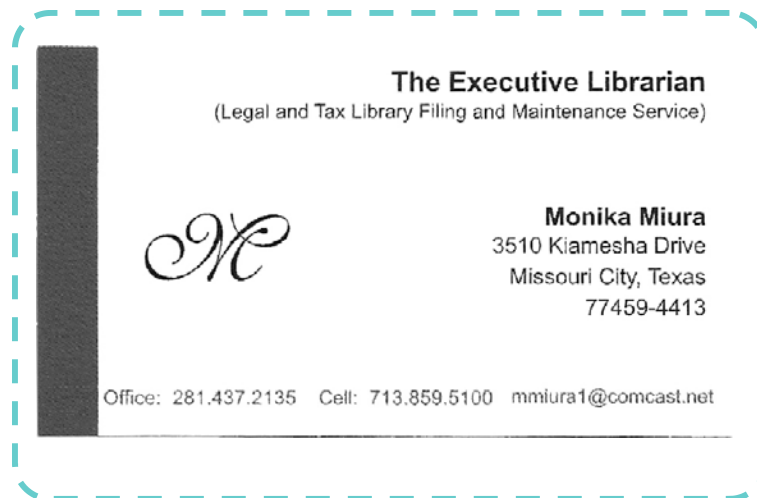 The Executive Librarian
(Legal and Tax Library Filing and Maintenance Service)
M
Monika Miura
3510 Kiamesha Drive
Missouri City, Texas
77459-4413
Office: 281.437.2135 Cell: 713.859.5100 mmiura1@comcast.net